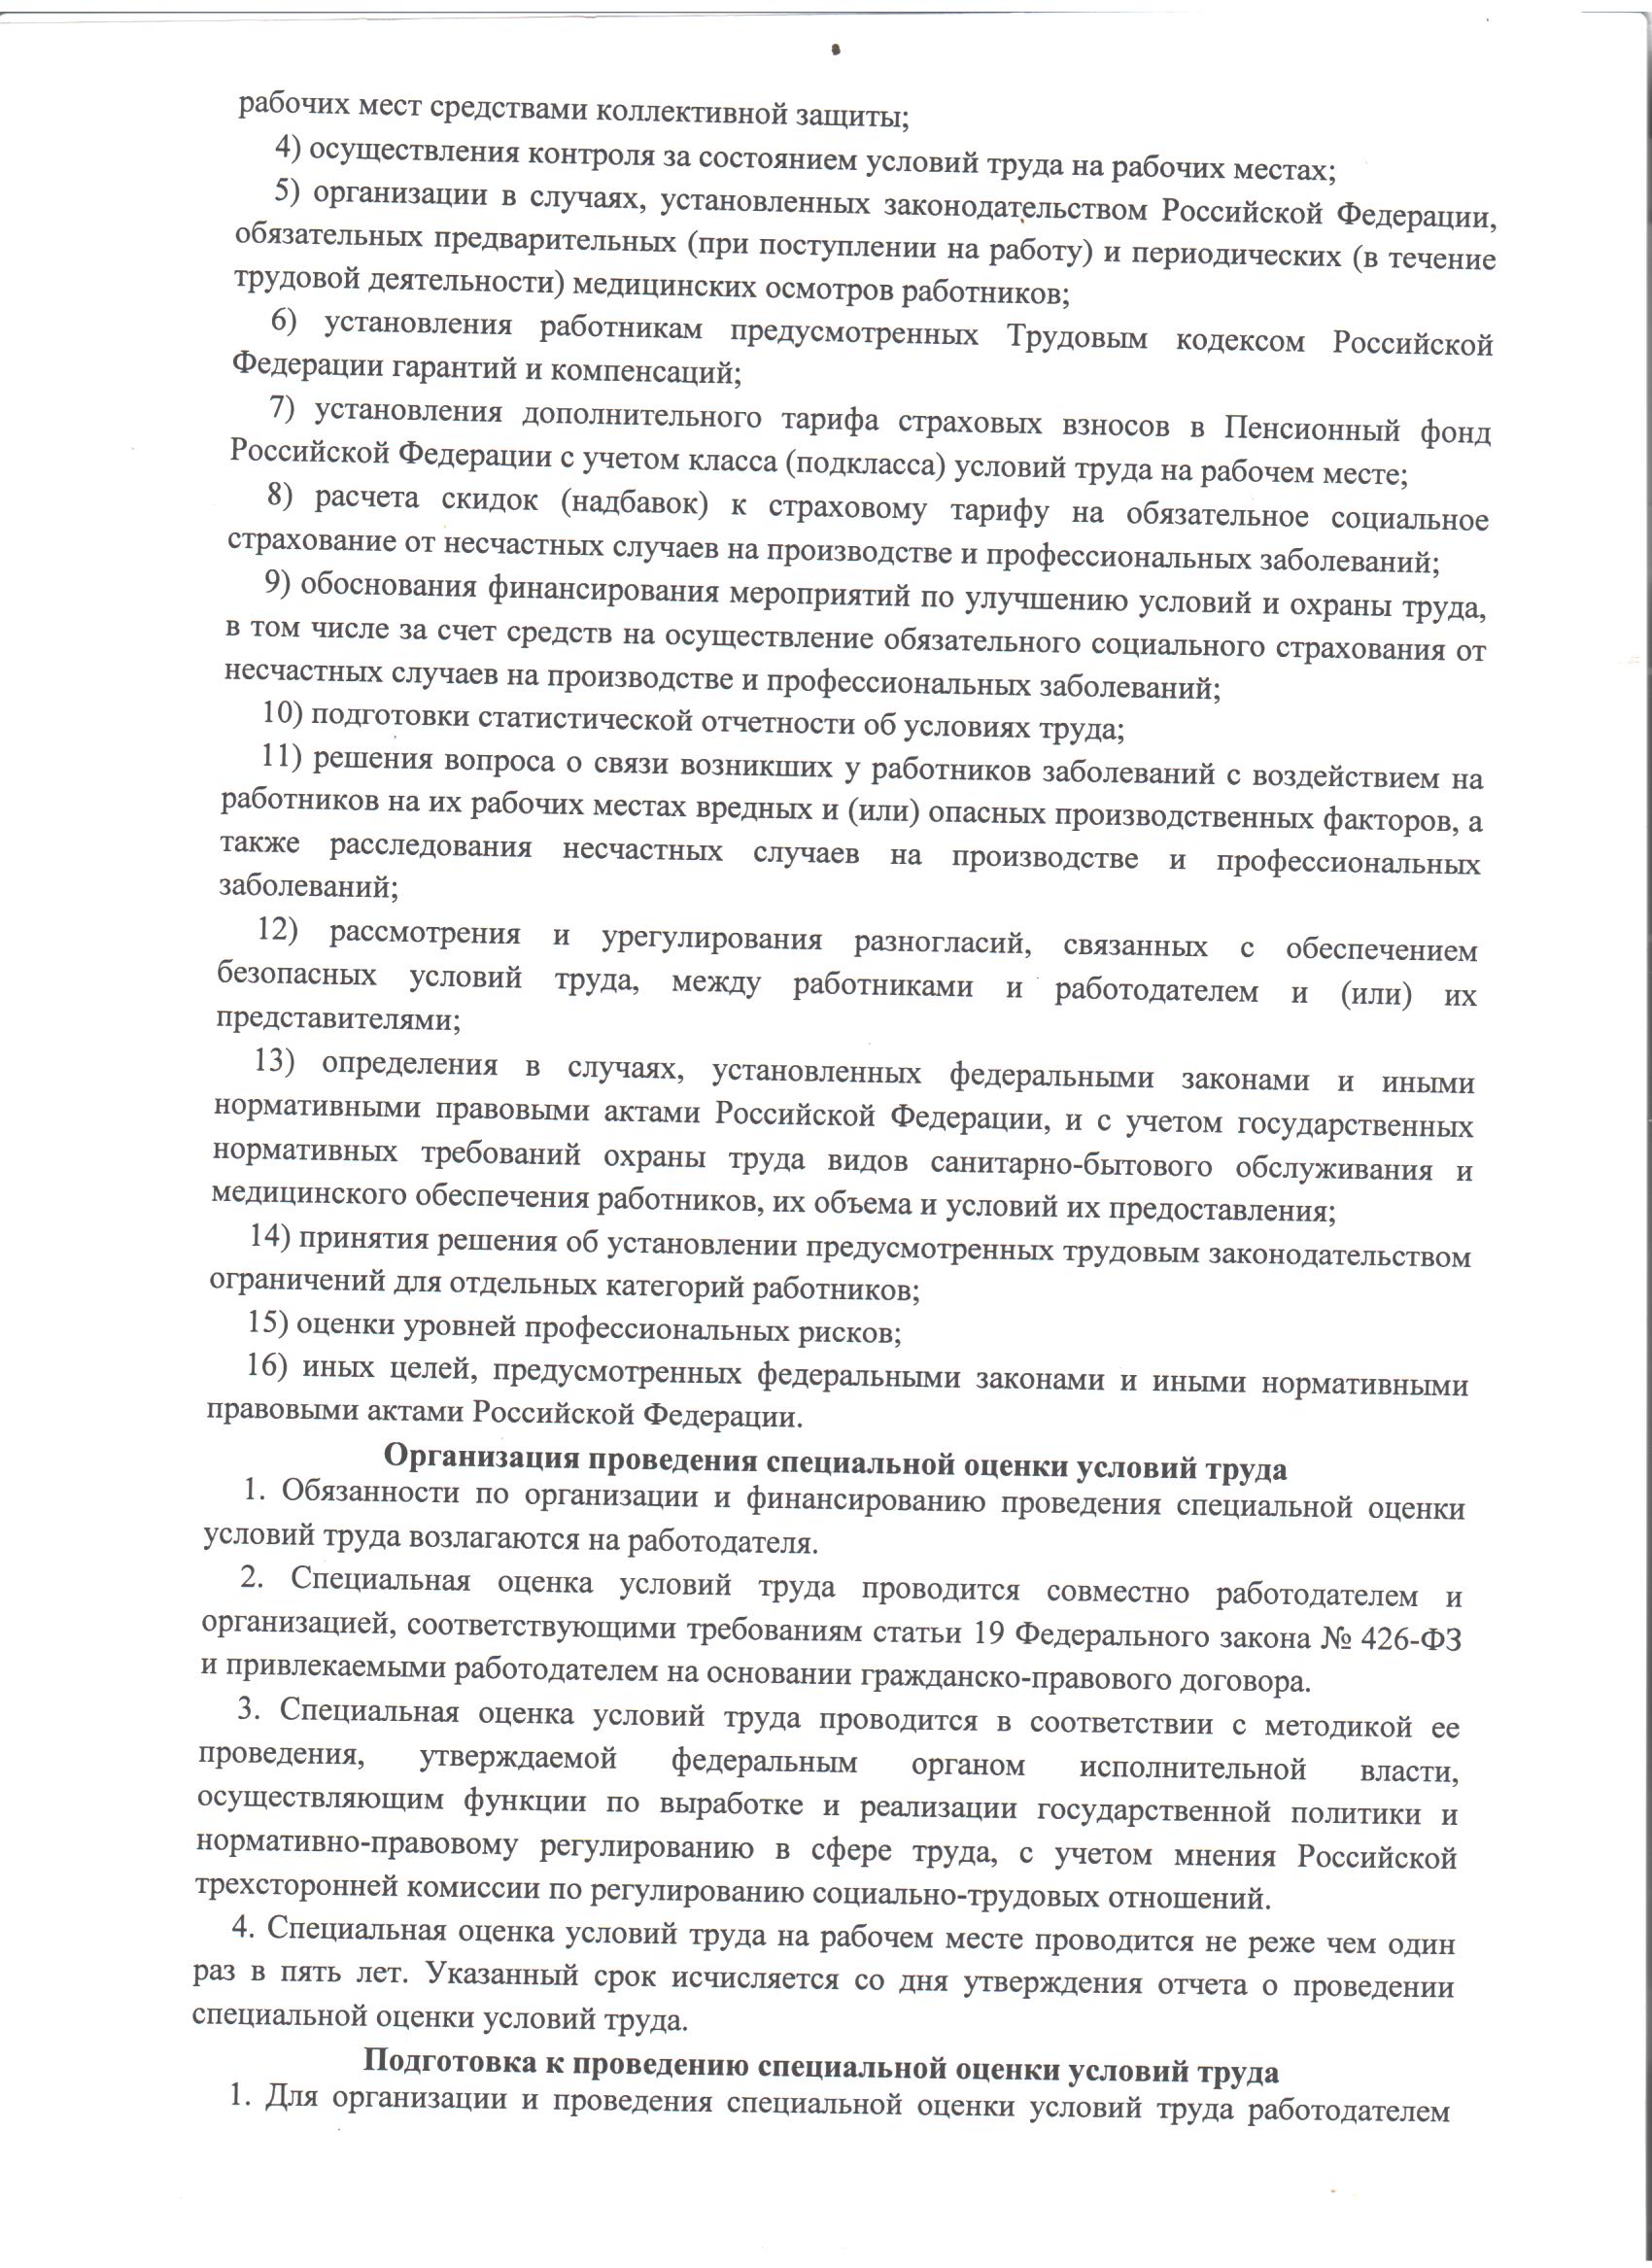 рабочих мест средствами коллективной защиты;
4) осуществления контроля за состоянием условий труда на рабочих местах;
5) организации в случаях, установленных законодательством Российской Федерации,
обязательных предварительных (при поступлении на работу) и периодических (в течение
трудовой деятельности) медицинских осмотров работников;
6) установления работникам предусмотренных Трудовым кодексом Российской
Федерации гарантий и компенсаций;
7) установления дополнительного тарифа страховых взносов в Пенсионный фонд
Российской Федерации с учетом класса (подкласса) условий труда на рабочем месте;
8) расчета скидок (надбавок) к страховому тарифу на обязательное социальное
страхование от несчастных случаев на производстве и профессиональных заболеваний;
9) обоснования финансирования мероприятий по улучшению условий и охраны труда,
в том числе за счет средств на осуществление обязательного социального страхования от
несчастных случаев на производстве и профессиональных заболеваний;
10) подготовки статистической отчетности об условиях труда;
11) решения вопроса о связи возникших у работников заболеваний с воздействием на
работников на их рабочих местах вредных и (или) опасных производственных факторов, а
также расследования несчастных случаев на производстве и профессиональных
заболеваний;
12) рассмотрения и урегулирования разногласий, связанных с обеспечением
безопасных условий труда, между работниками и работодателем и (или) их
представителями;
13) определения в случаях, установленных федеральными законами и иными
нормативными правовыми актами Российской Федерации, и с учетом государственных
нормативных требований охраны труда видов санитарно-бытового обслуживания и
медицинского обеспечения работников, их объема и условий их предоставления;
14) принятия решения об установлении предусмотренных трудовым законодательством
ограничений для отдельных категорий работников;
15) оценки уровней профессиональных рисков;
16) иных целей, предусмотренных федеральными законами и иными нормативными
правовыми актами Российской Федерации.
Организация проведения специальной оценки условий труда
1. Обязанности по организации и финансированию проведения специальной оценки
условий труда возлагаются на работодателя.
2. Специальная оценка условий труда проводится совместно работодателем и
организацией, соответствующими требованиям статьи 19 Федерального закона № 426-ФЗ
и привлекаемыми работодателем на основании гражданско-правового договора.
3. Специальная оценка условий труда проводится в соответствии с методикой ее
проведения, утверждаемой федеральным органом исполнительной власти,
осуществляющим функции по выработке и реализации государственной политики и
нормативно-правовому регулированию в сфере труда, с учетом мнения Российской
трехсторонней комиссии по регулированию социально-трудовых отношений.
4. Специальная оценка условий труда на рабочем месте проводится не реже чем один
раз в пять лет. Указанный срок исчисляется со дня утверждения отчета о проведении
специальной оценки условий труда.
Подготовка к проведению специальной оценки условий труда
1. Для организации и проведения специальной оценки условий труда работодателем